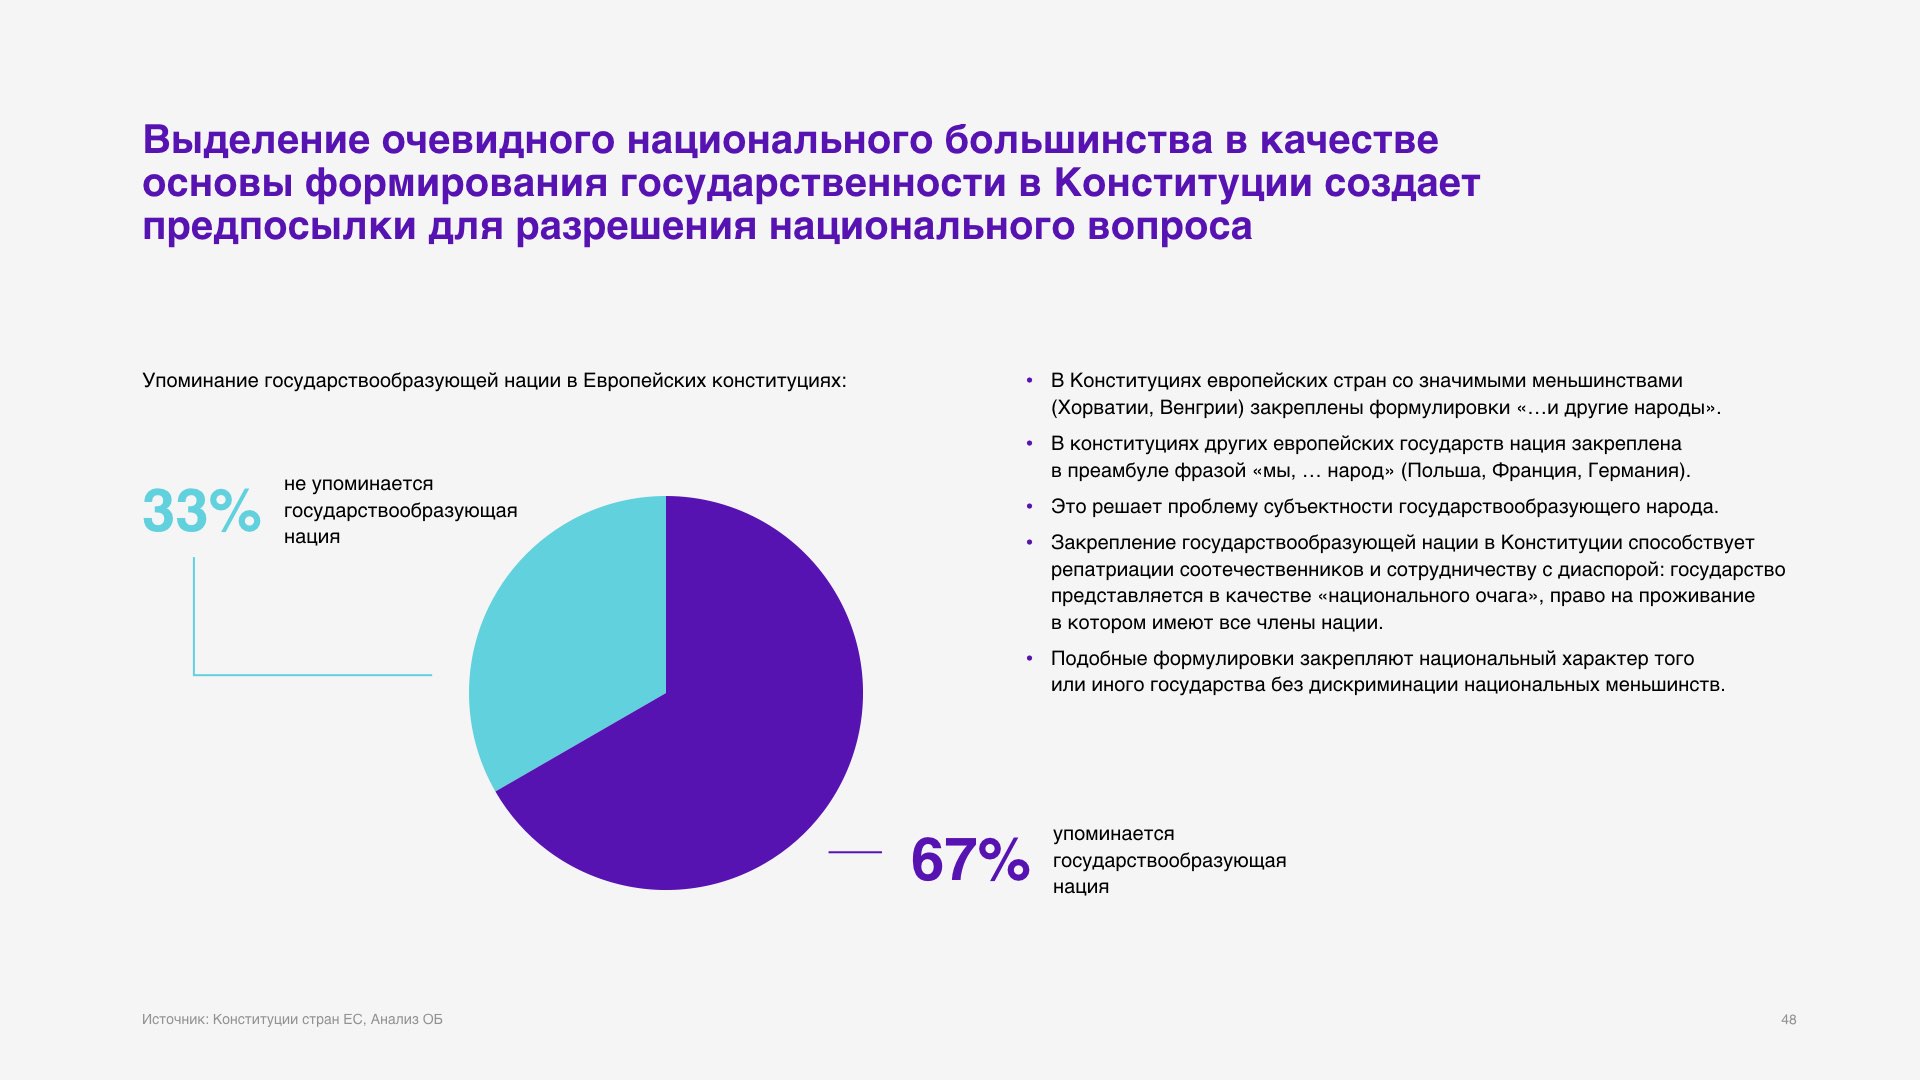 Выделение очевидного национального большинства в качестве
основы формирования государственности в Конституции создает
предпосылки для разрешения национального вопроса
Упоминание государствообразующей нации в Европейских конституциях:
33%
не упоминается
государствообразующая
нация
67%
упоминается
государствообразующая
нация
• В Конституциях европейских стран со значимыми меньшинствами
(Хорватии, Венгрии) закреплены формулировки «…и другие народы».
• В конституциях других европейских государств нация закреплена
в преамбуле фразой «мы, … народ» (Польша, Франция, Германия).
• Это решает проблему субъектности государствообразующего народа.
• Закрепление государствообразующей нации в Конституции способствует
репатриации соотечественников и сотрудничеству с диаспорой: государство
представляется в качестве «национального очага», право на проживание
в котором имеют все члены нации.
• Подобные формулировки закрепляют национальный характер того
или иного государства без дискриминации национальных меньшинств.
Источник: Конституции стран ЕС, Анализ ОБ
48